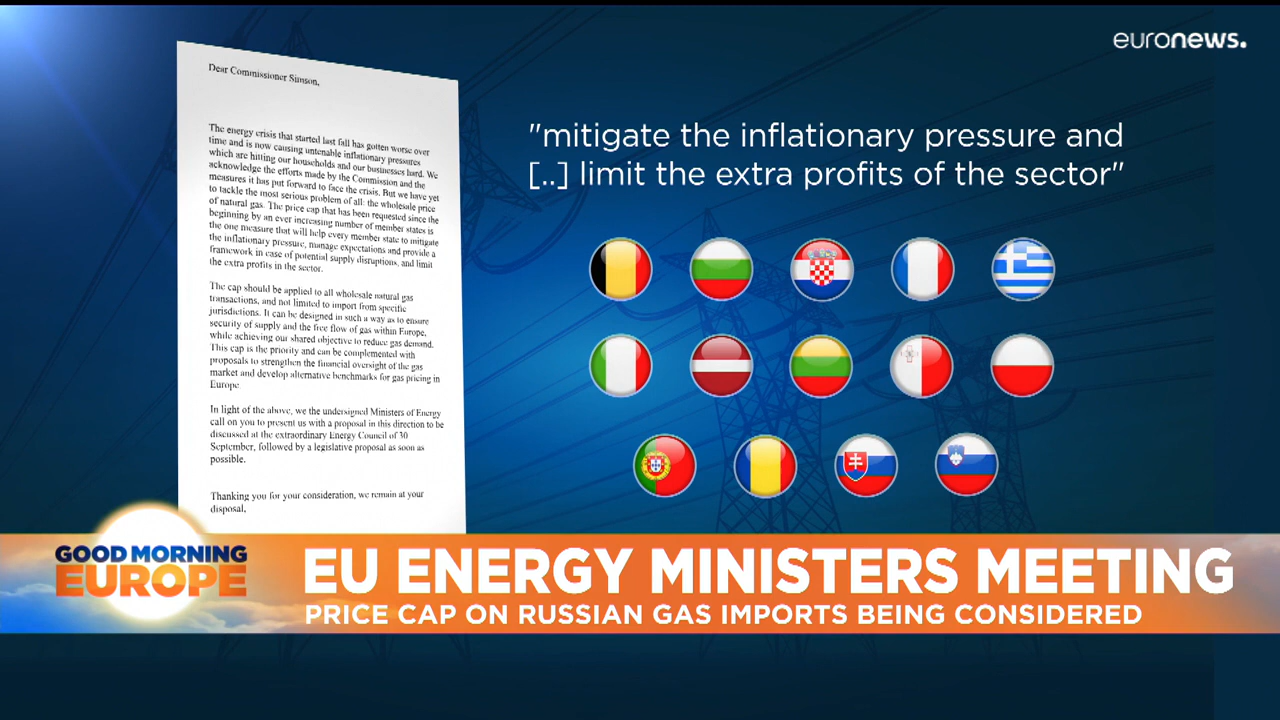 euronews.
Dear Commissioner Simson,
The energy crisis that started last fall has gotten worse over
time and is now causing untenable inflationary pressures
which are hitting our households and our businesses hard. We
acknowledge the efforts made by the Commission and the
measures it has put forward to face the crisis. But we have yet
to tackle the most serious problem of all: the wholesale price
of natural gas. The price cap that has been requested since the
beginning by an ever increasing number of member states is
the one measure that will help every member state to mitigate
the inflationary pressure, manage expectations and provide a
framework in case of potential supply disruptions, and limit
the extra profits in the sector.
The cap should be applied to all wholesale natural gas
transactions, and not limited to import from specific
jurisdictions. It can be designed in such a way as to ensure
security of supply and the free flow of gas within Europe,
while achieving our shared objective to reduce gas demand.
This cap is the priority and can be complemented with
proposals to strengthen the financial oversight of the gas
market and develop alternative benchmarks for gas pricing in
Europe.
In light of the above, we the undersigned Ministers of Energy
call on you to present us with a proposal in this direction to be
discussed at the extraordinary Energy Council of 30
September, followed by a legislative proposal as soon as
possible.
Thanking you for your consideration, we remain at your
disposal,
"mitigate the inflationary pressure and
[..] limit the extra profits of the sector"
GOOD MORNING
EUROPE
EU ENERGY MINISTERS MEETING
PRICE CAP ON RUSSIAN GAS IMPORTS BEING CONSIDERED